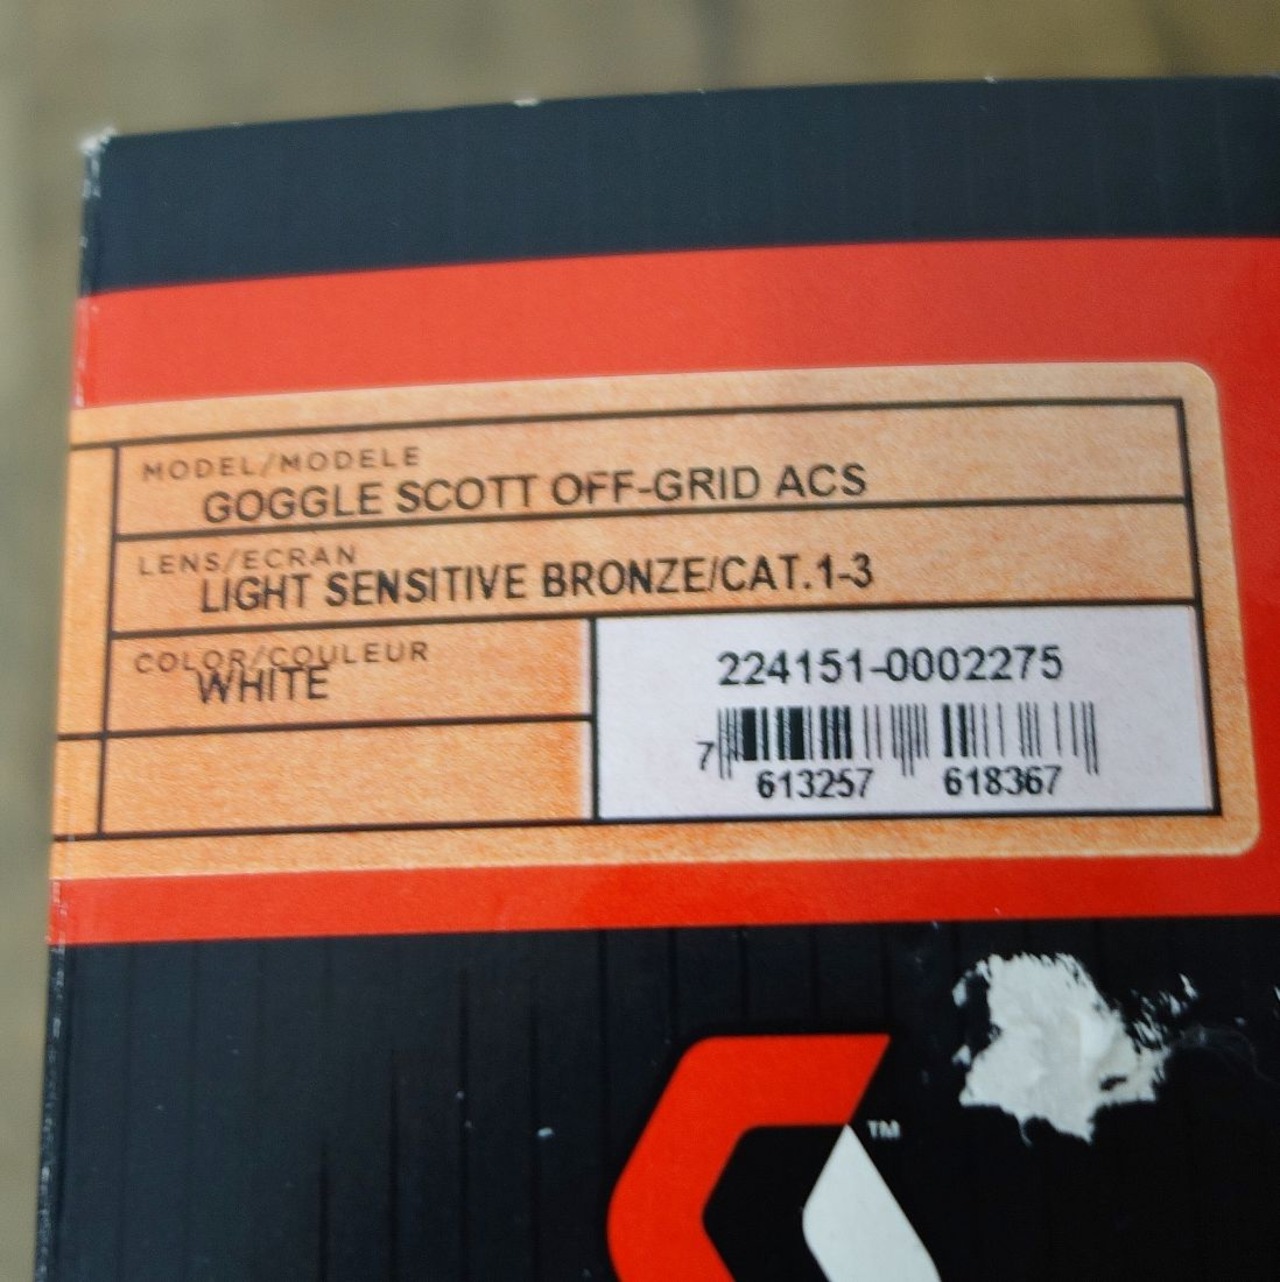 MODEL/MODELE
GOGGLE SCOTT OFF-GRID ACS
LENS/ECRAN
LIGHT SENSITIVE BRONZE/CAT.1-3
COLOR/COULEUR
WHITE
224151-0002275
7 613257 618367
TM